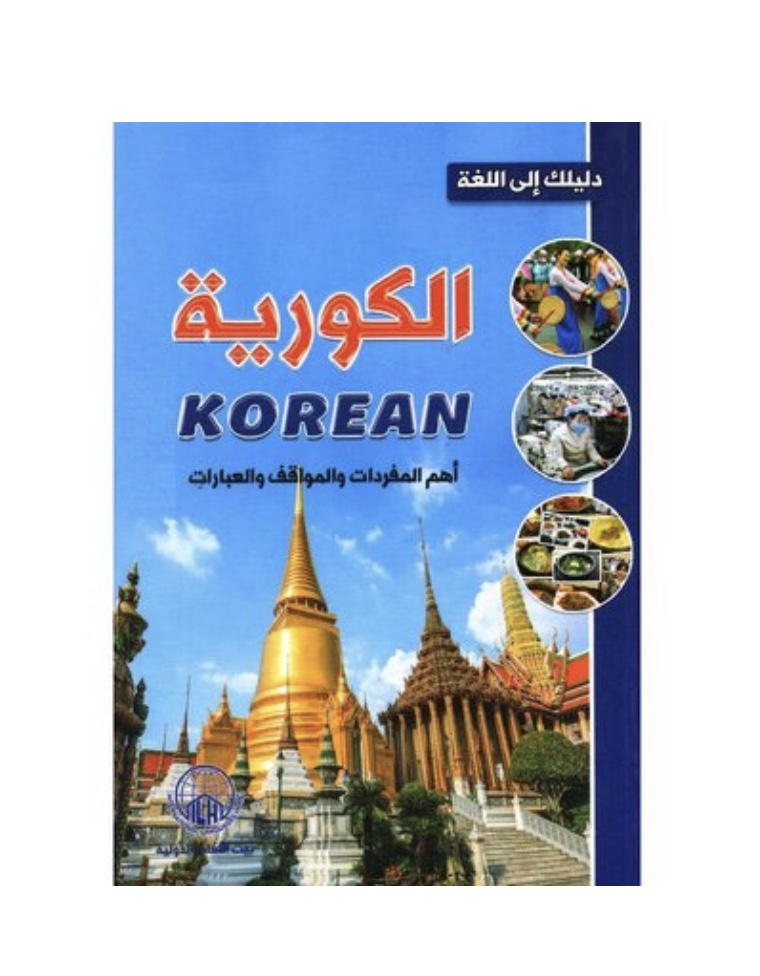 دليلك إلى اللغة
الكورية
KOREAN
أهم المفردات والمواقف والعبارات